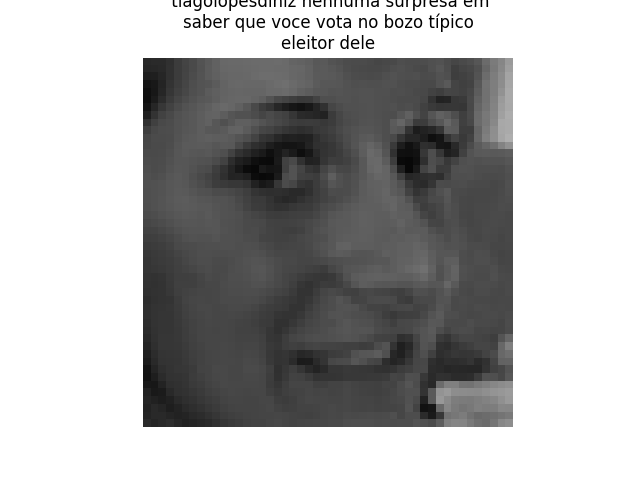 tiagolopesdiniz nenhuma surpresa em
saber que voce vota no bozo típico
eleitor dele